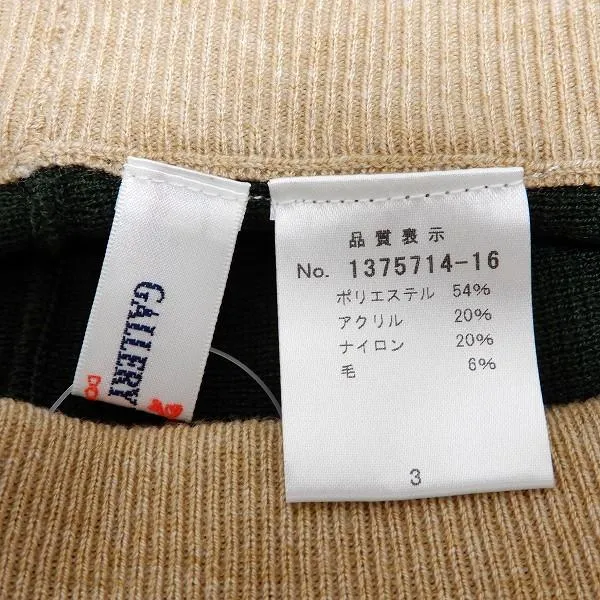 GALLERY
品質表示
No. 1375714-16
ポリエステル 54%
アクリル 20%
ナイロン 20%
毛 6%
3